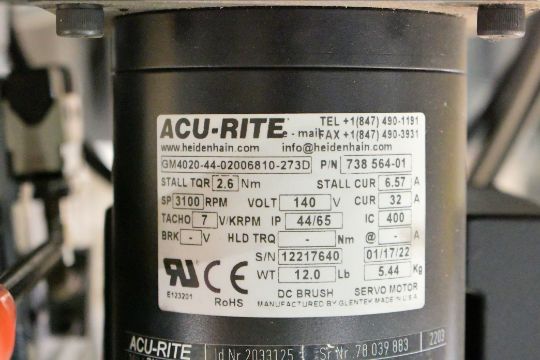 ACU-RITE TEL +1(847) 490-1191
e-mail FAX +1(847) 490-3931
www.heidenhain.com info@heidenhain.com
GM4020-44-02006810-273D P/N 738 564-01
STALL TQR 2.6 Nm STALL CUR 6.57 A
SP 3100 RPM VOLT 140 V CUR 32 A
TACHO 7 V/KRPM IP 44/65 IC 400
BRK - V HLD TRQ - Nm @ - A
S/N 12217640 01/17/22
WT 12.0 Lb 5.44 Kg
E123201 RoHS DC BRUSH SERVO MOTOR
MANUFACTURED BY GLENTEY MADE IN U.S.A.
ACU-RITE Id Nr 2033125 Sr Nr 78 039 883 2203